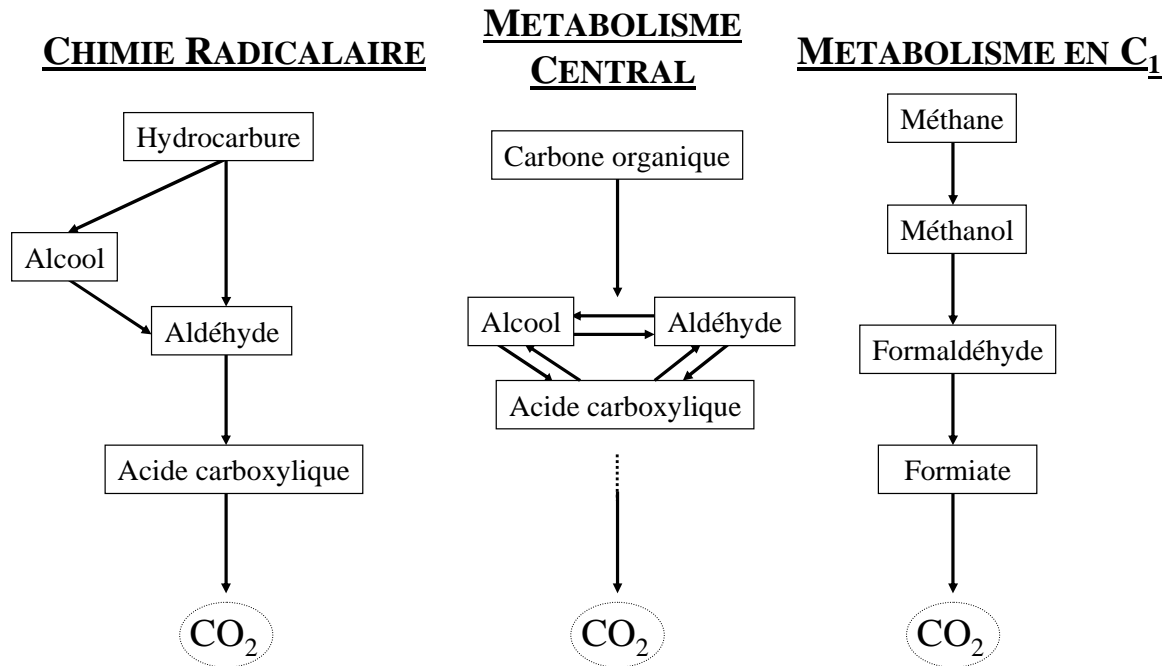 CHIMIE RADICALAIRE
Hydrocarbure
Alcool
Aldéhyde
Acide carboxylique
CO2
METABOLISME
CENTRAL
Carbone organique
Alcool
Aldéhyde
Acide carboxylique
CO2
METABOLISME EN C1
Méthane
Méthanol
Formaldéhyde
Formiate
CO2